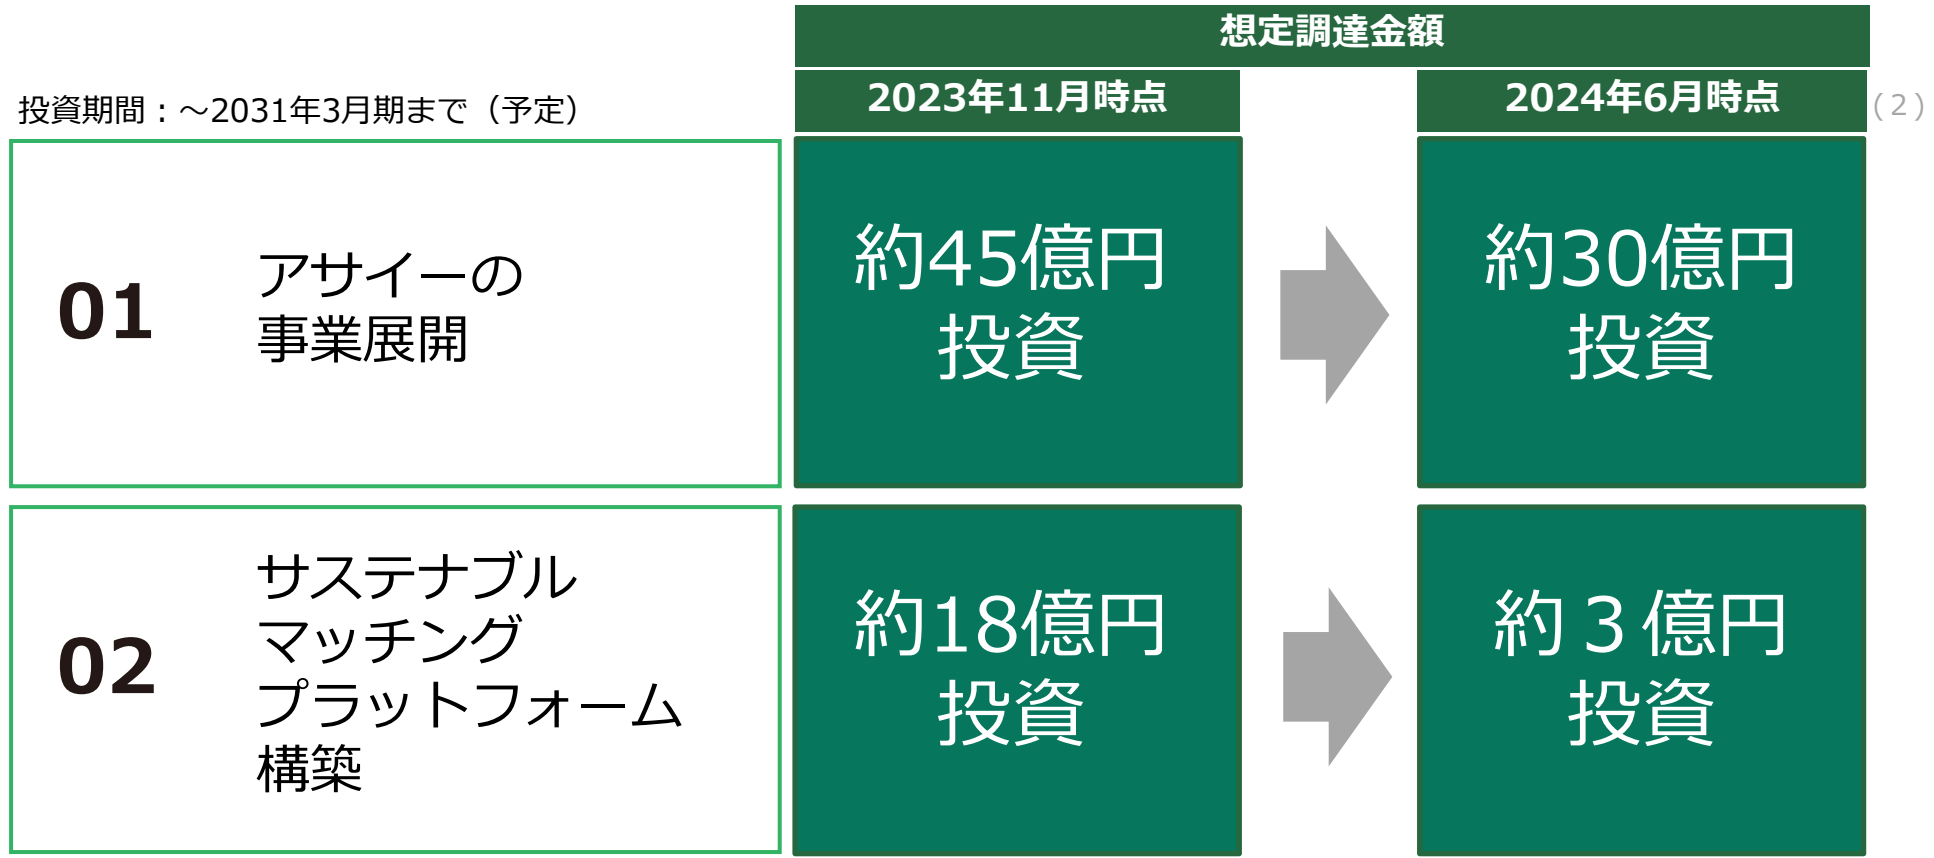 想定調達金額
投資期間：～2031年3月期まで（予定）
2023年11月時点
2024年6月時点
（2）
01
アサイーの
事業展開
約45億円
投資
約30億円
投資
02
サステナブル
マッチング
プラットフォーム
構築
約18億円
投資
約３億円
投資